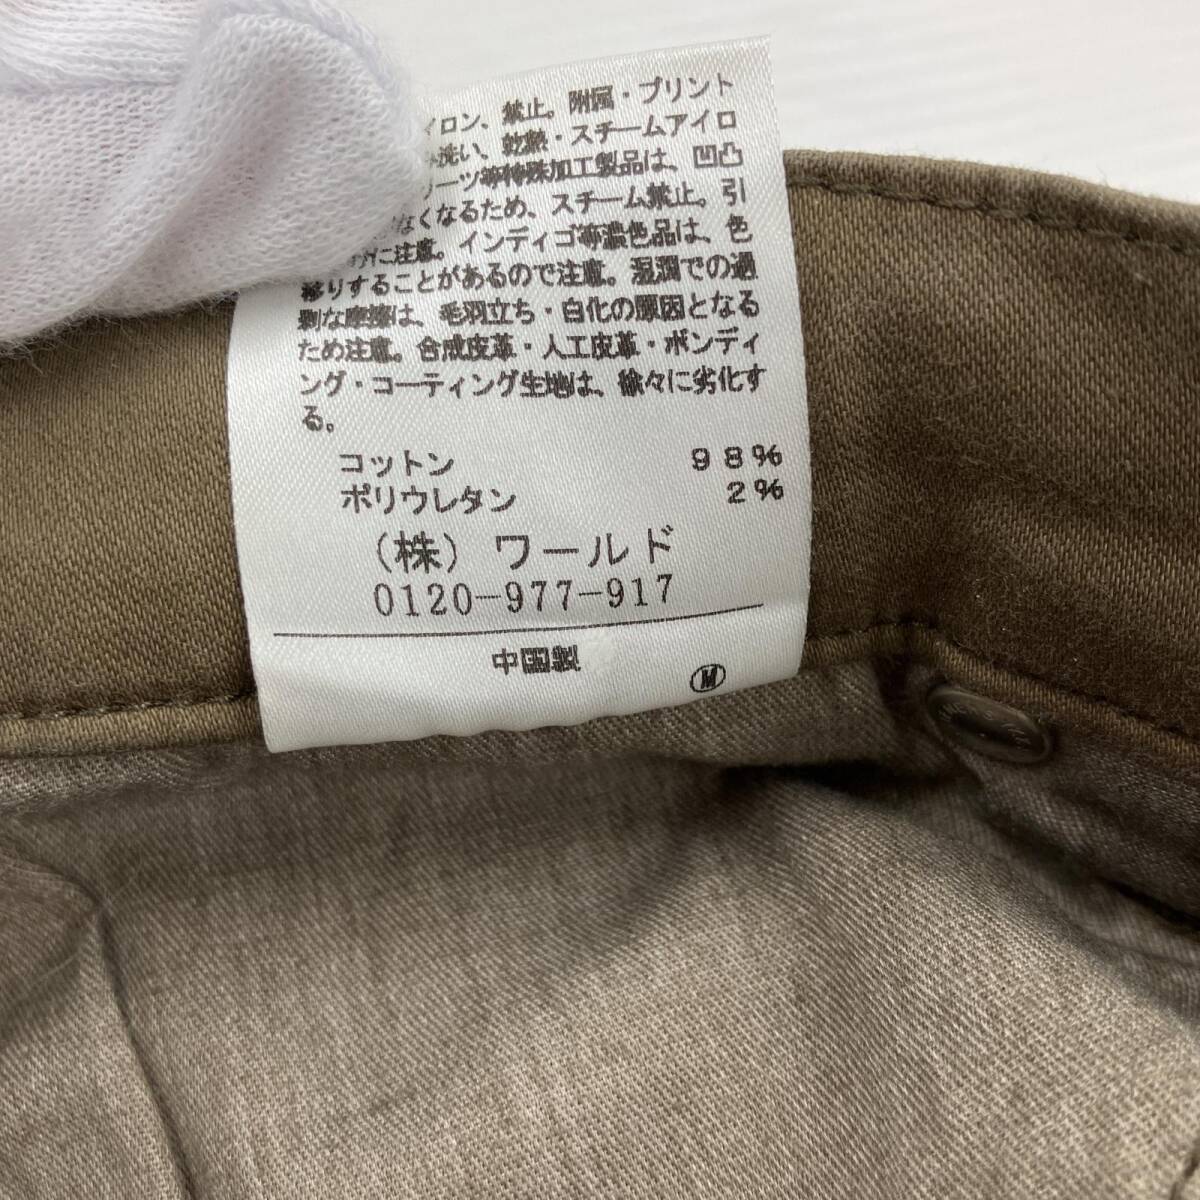 イロン、禁止。附属・プリント
洗い、乾熱・スチームアイロ
リーツ等特殊加工製品は、凹凸
なくなるため、スチーム禁止。引
に注意。インディゴ等濃色品は、色
移りすることがあるので注意。湿潤での過
剰な摩擦は、毛羽立ち・白化の原因となる
ため注意。合成皮革・人工皮革・ボンディ
ング・コーティング生地は、徐々に劣化す
る。
コットン 98%
ポリウレタン 2%
(株) ワールド
0120-977-917
中国製
M